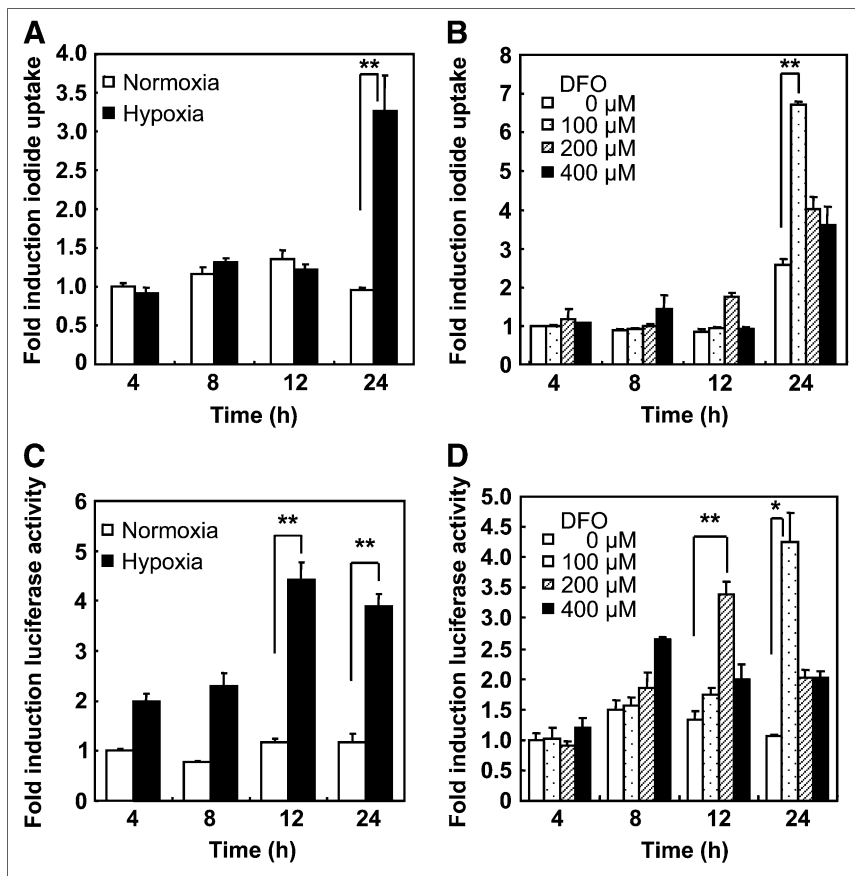 A
Fold induction iodide uptake
4.0
3.5
3.0
2.5
2.0
1.5
1.0
0.5
0
Normoxia
Hypoxia
**
4 8 12 24
Time (h)
B
Fold induction iodide uptake
8
7
6
5
4
3
2
1
0
DFO
0 µM
100 µM
200 µM
400 µM
**
4 8 12 24
Time (h)
C
Fold induction luciferase activity
6
5
4
3
2
1
0
Normoxia
Hypoxia
**
**
4 8 12 24
Time (h)
D
Fold induction luciferase activity
5.0
4.5
4.0
3.5
3.0
2.5
2.0
1.5
1.0
0.5
0
DFO
0 µM
100 µM
200 µM
400 µM
**
*
4 8 12 24
Time (h)